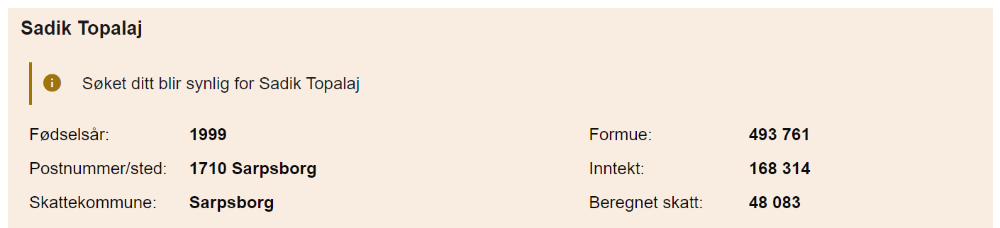 Sadik Topalaj
Søket ditt blir synlig for Sadik Topalaj
Fødselsår: 1999 Formue: 493 761
Postnummer/sted: 1710 Sarpsborg Inntekt: 168 314
Skattekommune: Sarpsborg Beregnet skatt: 48 083